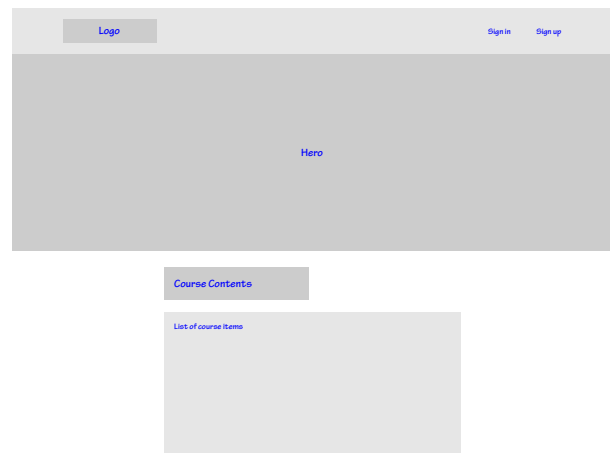 Logo
Sign in
Sign up
Hero
Course Contents
List of course items